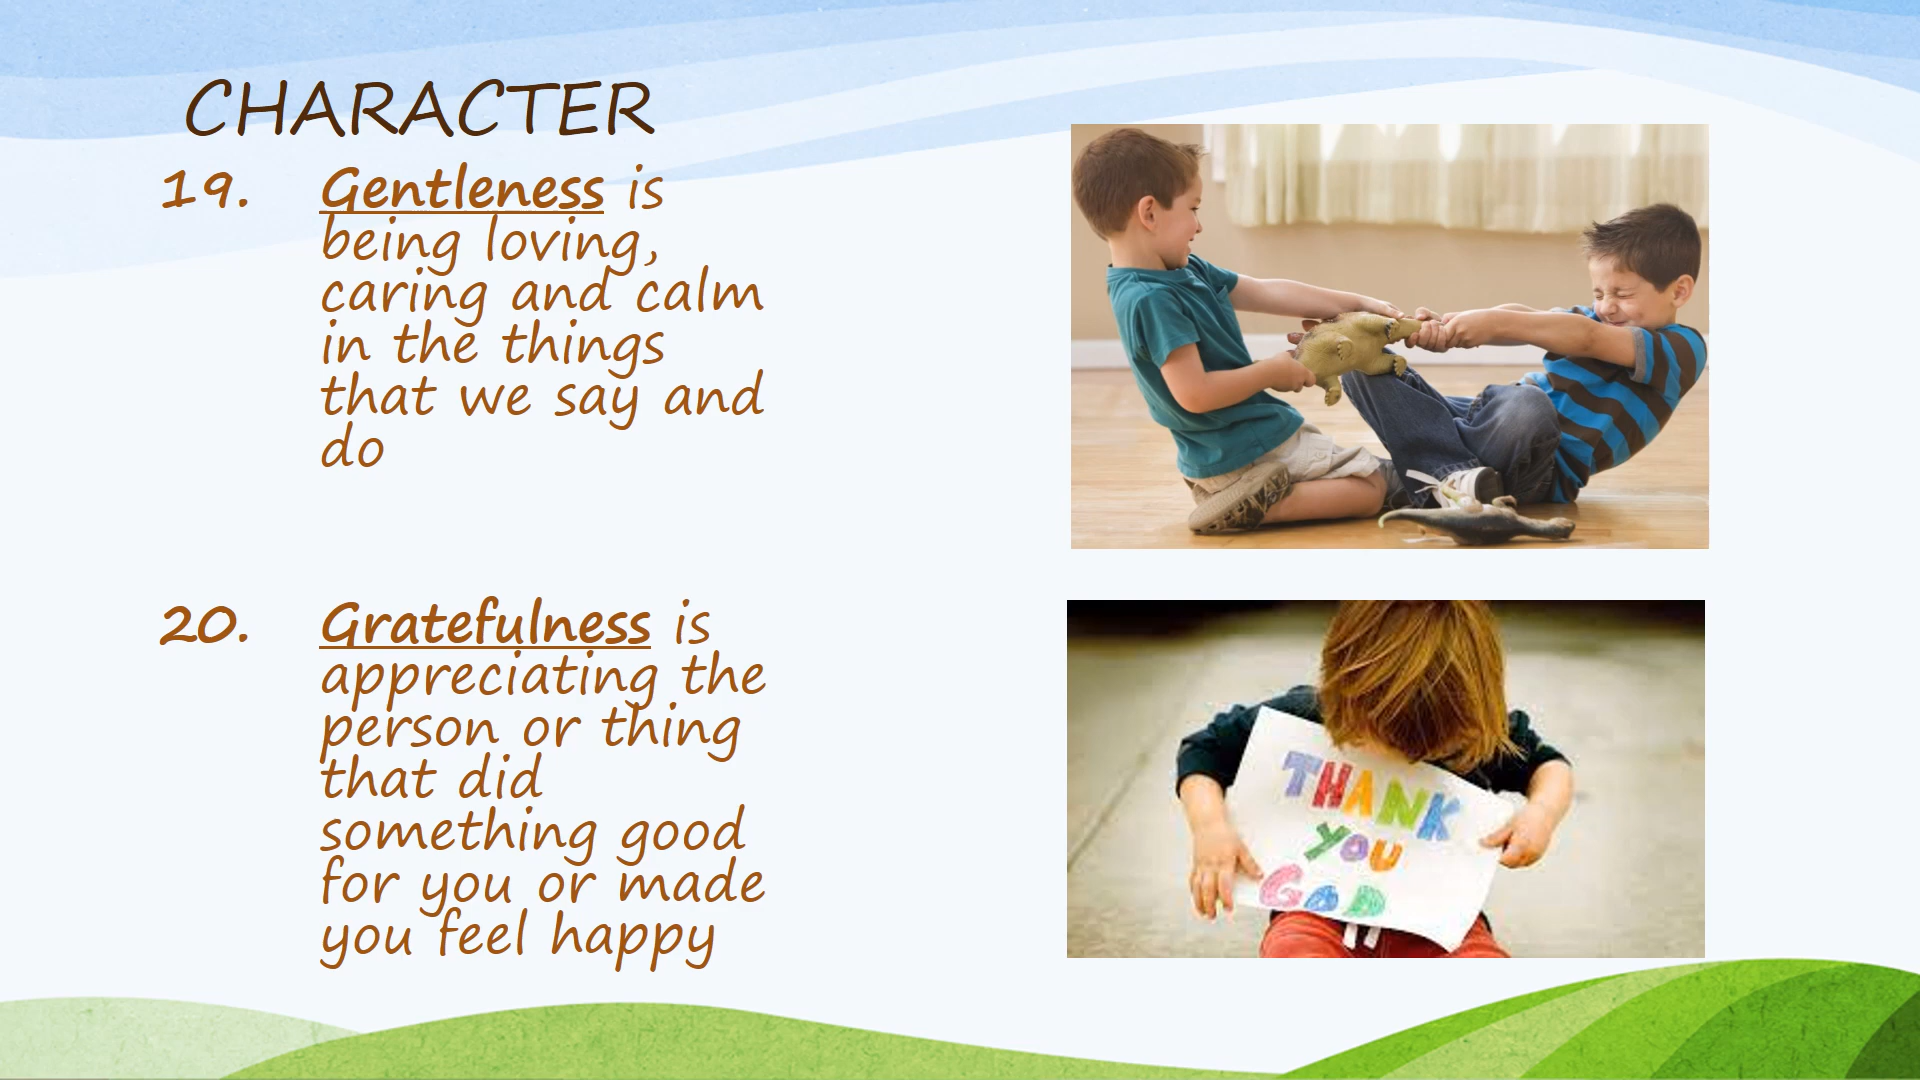 CHARACTER
19. Gentleness is
being loving,
caring and calm
in the things
that we say and
do
20. Gratefulness is
appreciating the
person or thing
that did
something good
for you or made
you feel happy
THANK
YOU
GOD